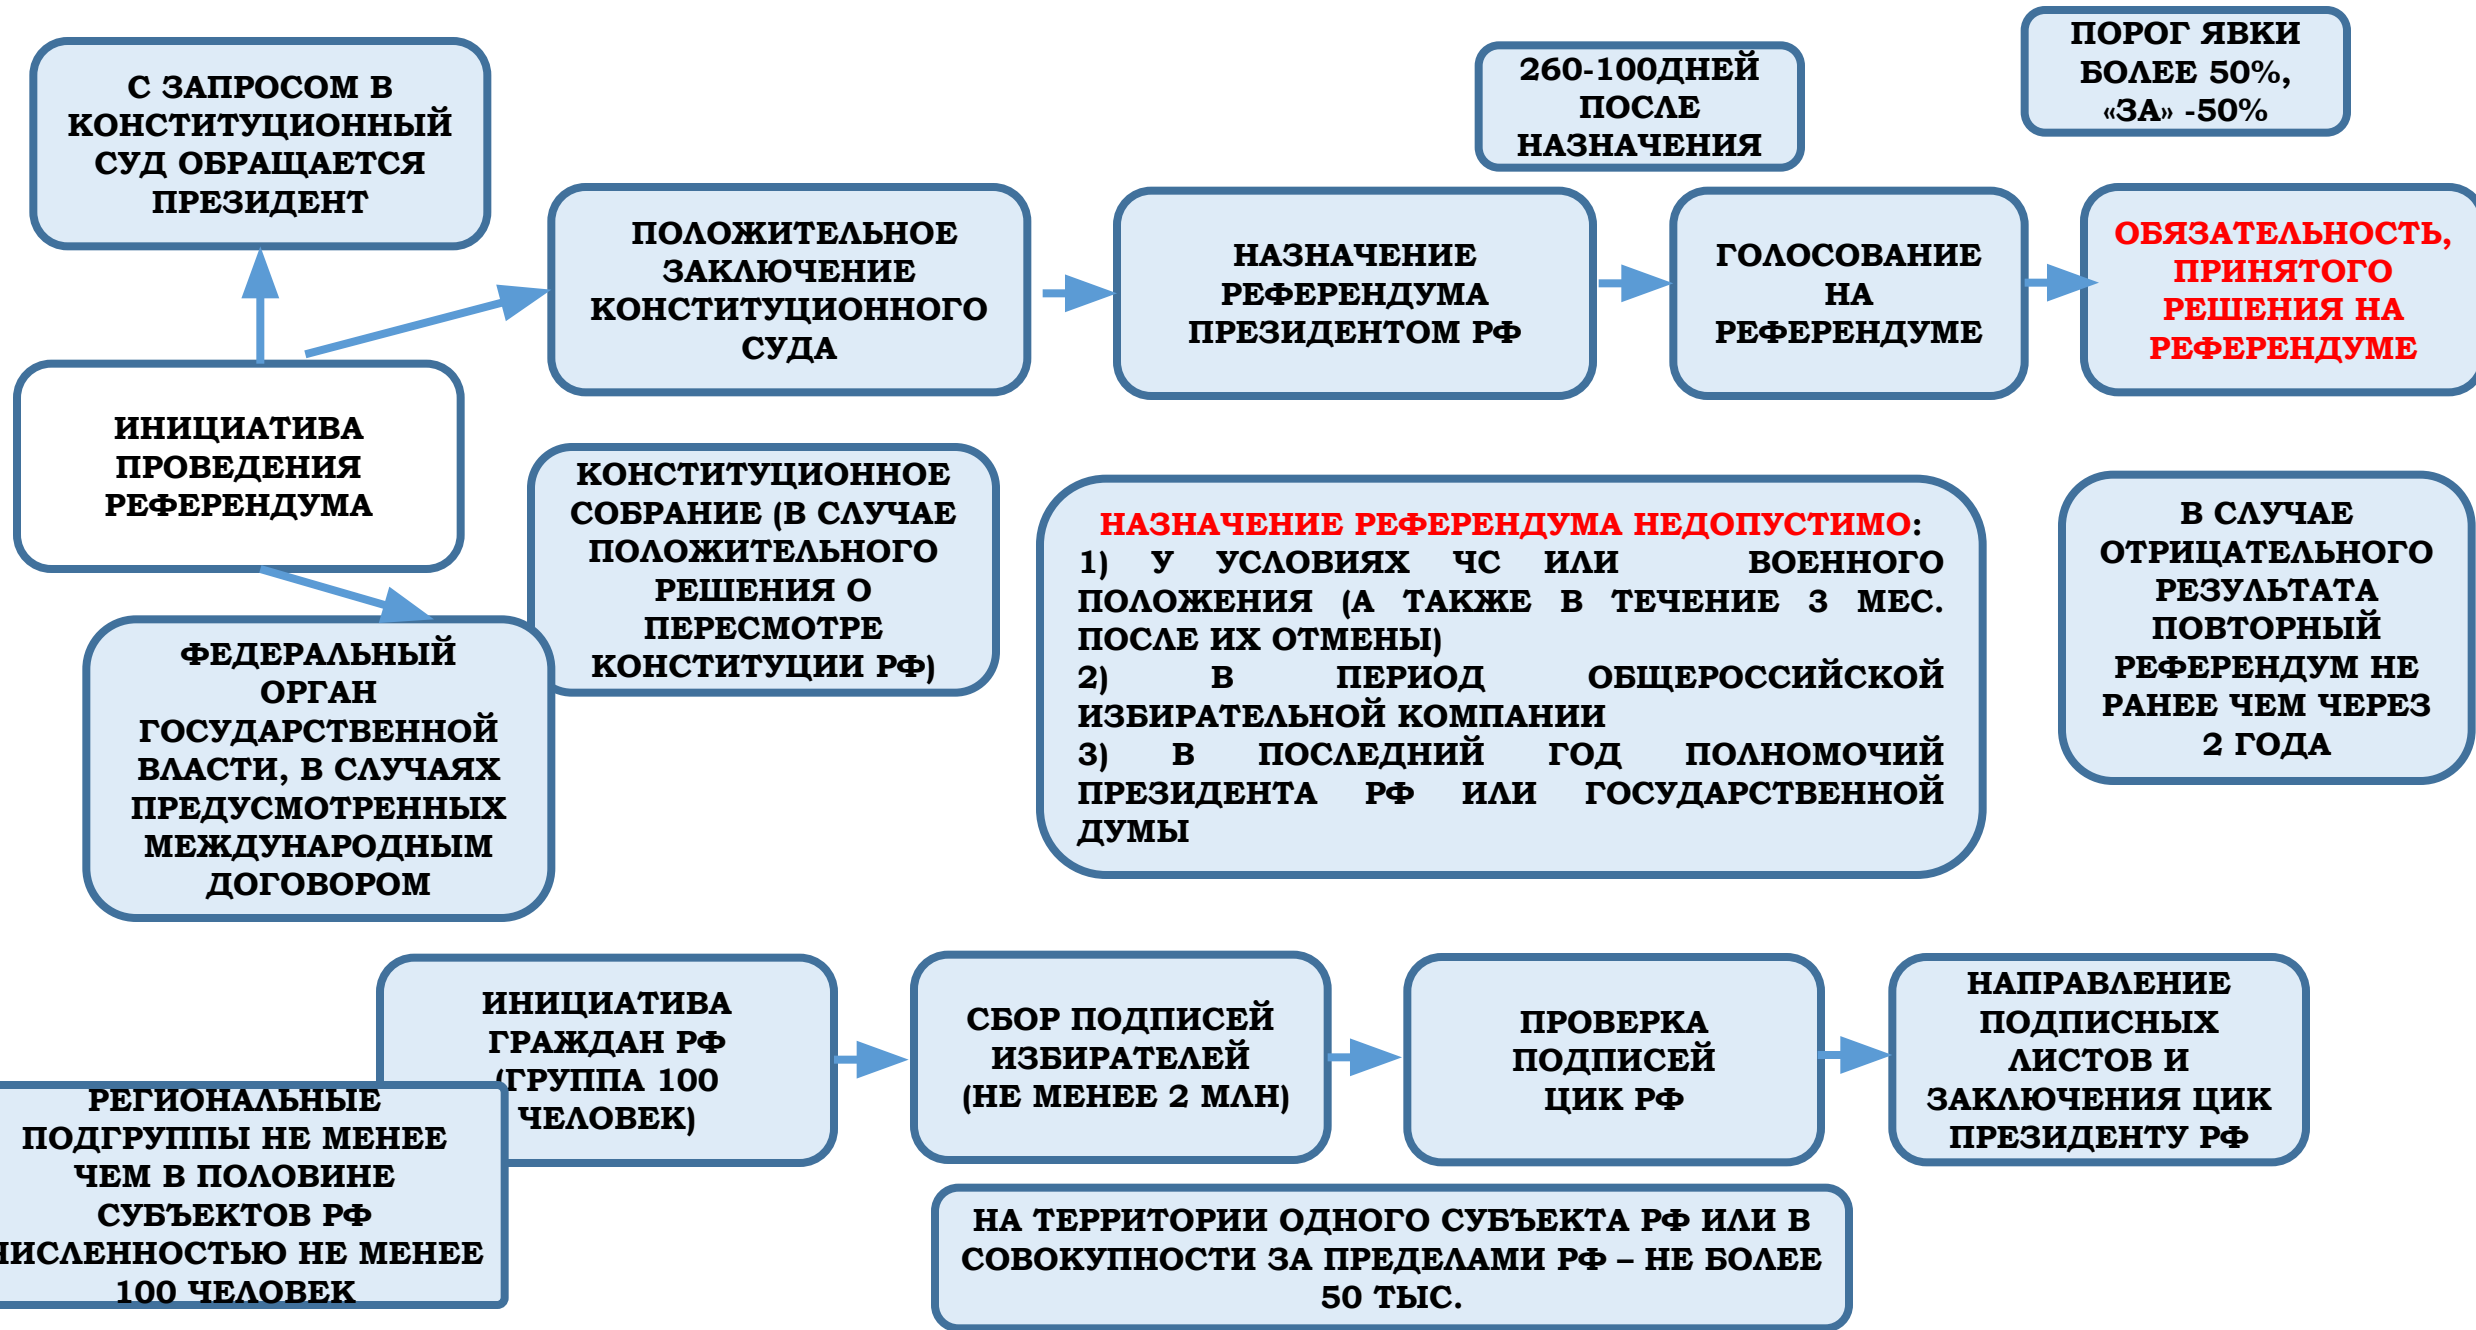 С ЗАПРОСОМ В
КОНСТИТУЦИОННЫЙ
СУД ОБРАЩАЕТСЯ
ПРЕЗИДЕНТ
260-100ДНЕЙ
ПОСЛЕ
НАЗНАЧЕНИЯ
ПОРОГ ЯВКИ
БОЛЕЕ 50%,
«ЗА» -50%
ПОЛОЖИТЕЛЬНОЕ
ЗАКЛЮЧЕНИЕ
КОНСТИТУЦИОННОГО
СУДА
НАЗНАЧЕНИЕ
РЕФЕРЕНДУМА
ПРЕЗИДЕНТОМ РФ
ГОЛОСОВАНИЕ
НА
РЕФЕРЕНДУМЕ
ОБЯЗАТЕЛЬНОСТЬ,
ПРИНЯТОГО
РЕШЕНИЯ НА
РЕФЕРЕНДУМЕ
ИНИЦИАТИВА
ПРОВЕДЕНИЯ
РЕФЕРЕНДУМА
КОНСТИТУЦИОННОЕ
СОБРАНИЕ (В СЛУЧАЕ
ПОЛОЖИТЕЛЬНОГО
РЕШЕНИЯ О
ПЕРЕСМОТРЕ
КОНСТИТУЦИИ РФ)
НАЗНАЧЕНИЕ РЕФЕРЕНДУМА НЕДОПУСТИМО:
1) У УСЛОВИЯХ ЧС ИЛИ ВОЕННОГО
ПОЛОЖЕНИЯ (А ТАКЖЕ В ТЕЧЕНИЕ 3 МЕС.
ПОСЛЕ ИХ ОТМЕНЫ)
2) В ПЕРИОД ОБЩЕРОССИЙСКОЙ
ИЗБИРАТЕЛЬНОЙ КОМПАНИИ
3) В ПОСЛЕДНИЙ ГОД ПОЛНОМОЧИЙ
ПРЕЗИДЕНТА РФ ИЛИ ГОСУДАРСТВЕННОЙ
ДУМЫ
В СЛУЧАЕ
ОТРИЦАТЕЛЬНОГО
РЕЗУЛЬТАТА
ПОВТОРНЫЙ
РЕФЕРЕНДУМ НЕ
РАНЕЕ ЧЕМ ЧЕРЕЗ
2 ГОДА
ФЕДЕРАЛЬНЫЙ
ОРГАН
ГОСУДАРСТВЕННОЙ
ВЛАСТИ, В СЛУЧАЯХ
ПРЕДУСМОТРЕННЫХ
МЕЖДУНАРОДНЫМ
ДОГОВОРОМ
ИНИЦИАТИВА
ГРАЖДАН РФ
(ГРУППА 100
ЧЕЛОВЕК)
СБОР ПОДПИСЕЙ
ИЗБИРАТЕЛЕЙ
(НЕ МЕНЕЕ 2 МЛН)
ПРОВЕРКА
ПОДПИСЕЙ
ЦИК РФ
НАПРАВЛЕНИЕ
ПОДПИСНЫХ
ЛИСТОВ И
ЗАКЛЮЧЕНИЯ ЦИК
ПРЕЗИДЕНТУ РФ
РЕГИОНАЛЬНЫЕ
ПОДГРУППЫ НЕ МЕНЕЕ
ЧЕМ В ПОЛОВИНЕ
СУБЪЕКТОВ РФ
ЧИСЛЕННОСТЬЮ НЕ МЕНЕЕ
100 ЧЕЛОВЕК
НА ТЕРРИТОРИИ ОДНОГО СУБЪЕКТА РФ ИЛИ В
СОВОКУПНОСТИ ЗА ПРЕДЕЛАМИ РФ – НЕ БОЛЕЕ
50 ТЫС.